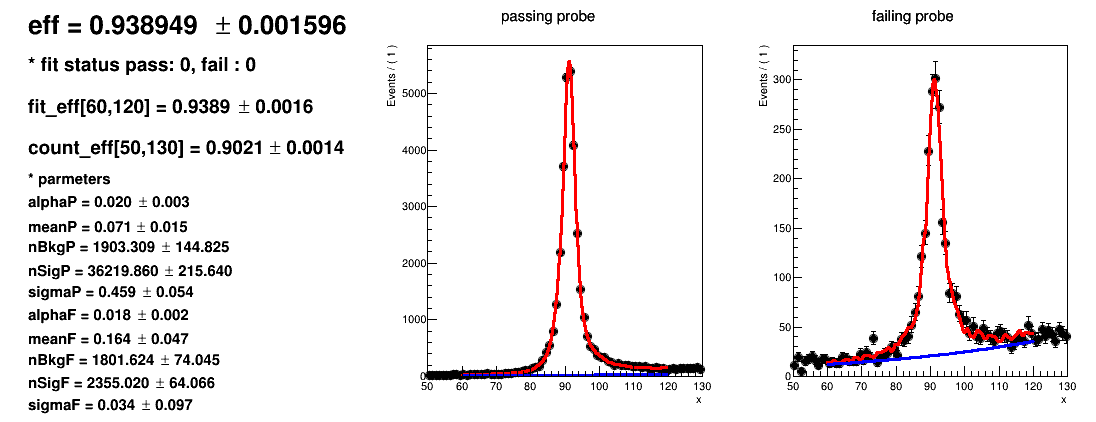 eff = 0.938949 ± 0.001596
* fit status pass: 0, fail : 0
fit_eff[60,120] = 0.9389 ± 0.0016
count_eff[50,130] = 0.9021 ± 0.0014
* parmeters
alphaP = 0.020 ± 0.003
meanP = 0.071 ± 0.015
nBkgP = 1903.309 ± 144.825
nSigP = 36219.860 ± 215.640
sigmaP = 0.459 ± 0.054
alphaF = 0.018 ± 0.002
meanF = 0.164 ± 0.047
nBkgF = 1801.624 ± 74.045
nSigF = 2355.020 ± 64.066
sigmaF = 0.034 ± 0.097
passing probe
Events / ( 1 )
5000
4000
3000
2000
1000
0
50 60 70 80 90 100 110 120 130
x
failing probe
Events / ( 1 )
300
250
200
150
100
50
0
50 60 70 80 90 100 110 120 130
x